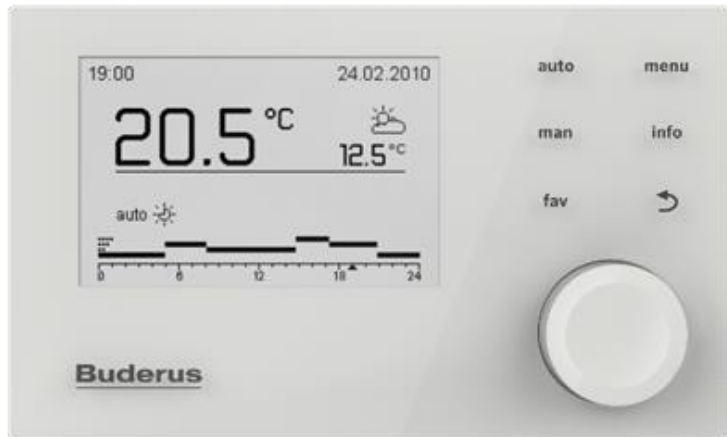 19:00 24.02.2010
20.5 °C
12.5 °C
auto
0 6 12 18 24
auto menu
man info
fav
Buderus